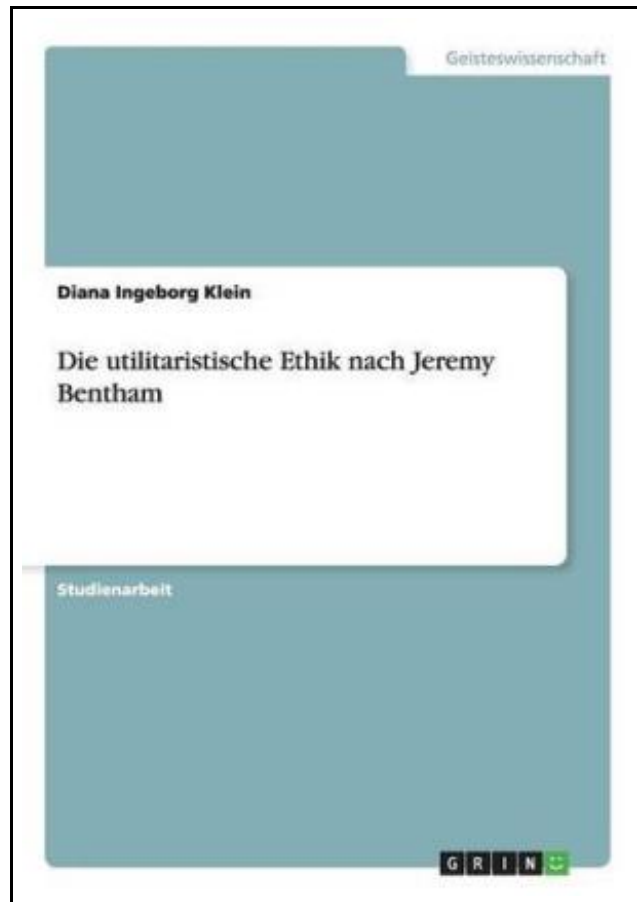 Geisteswissenschaft
Diana Ingeborg Klein
Die utilitaristische Ethik nach Jeremy
Bentham
Studienarbeit
GRIN